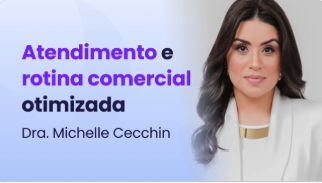 Atendimento e
rotina comercial
otimizada
Dra. Michelle Cecchin